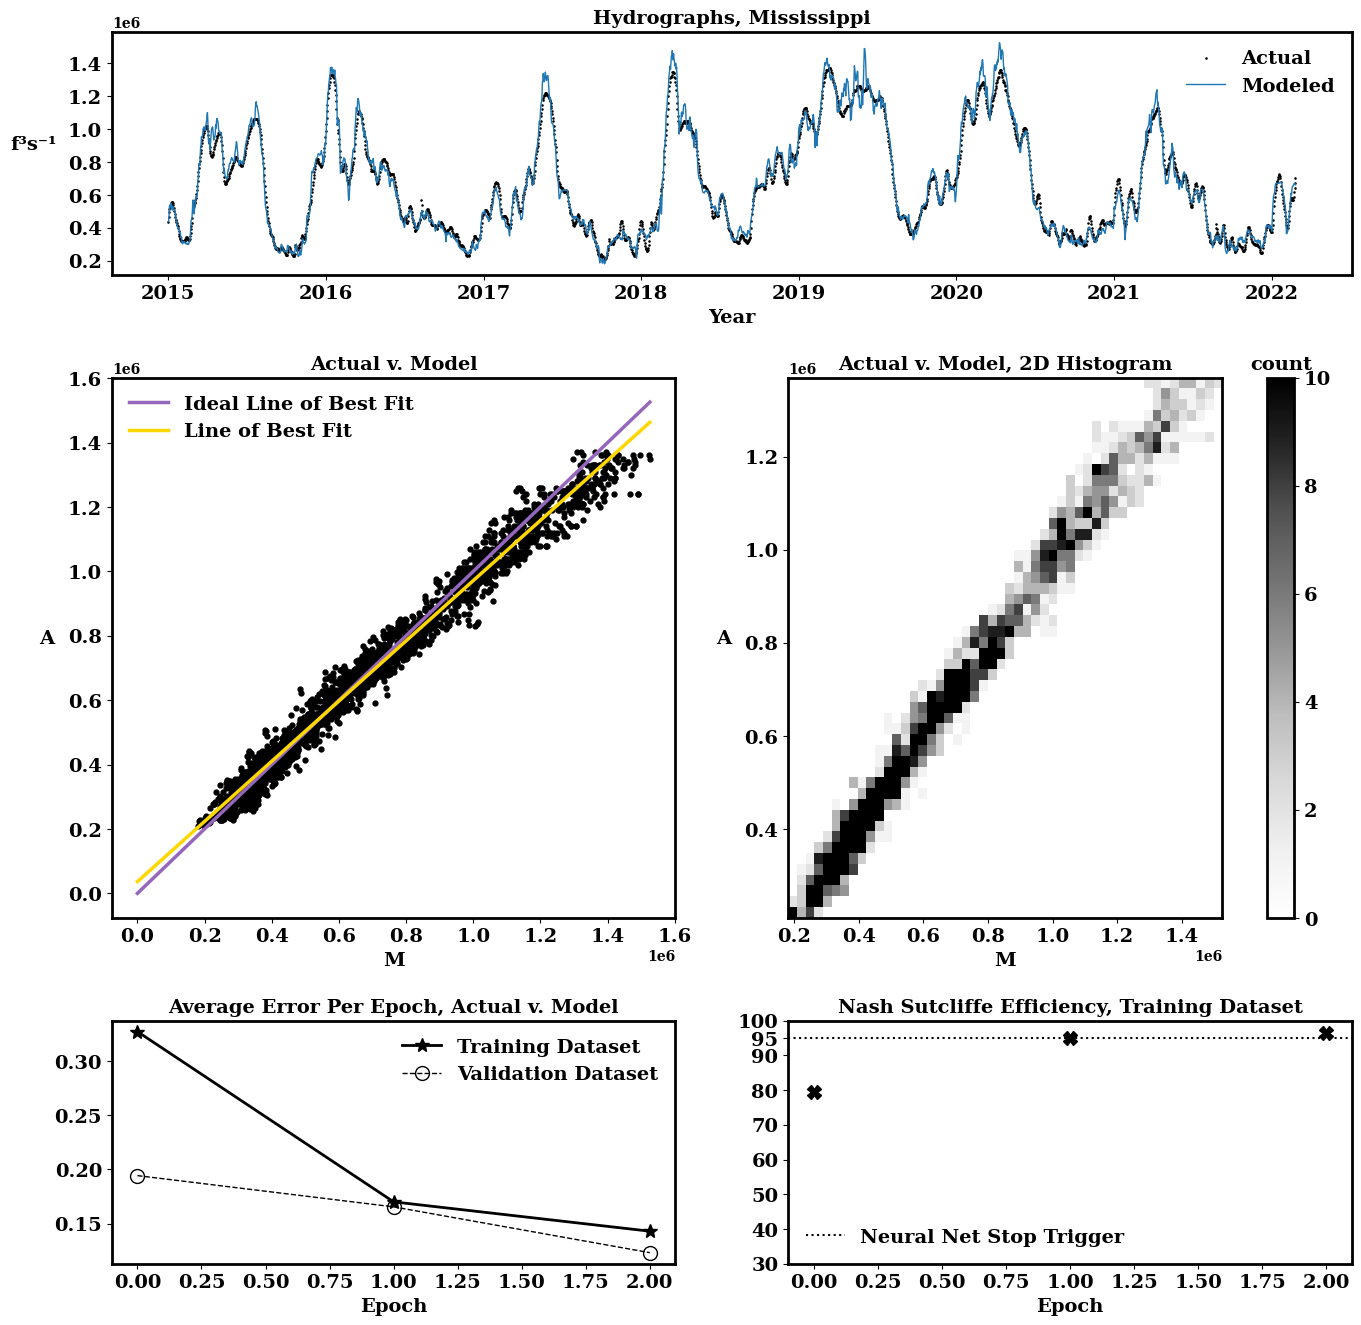 Hydrographs, Mississippi
1e6
1.4
1.2
1.0
0.8
0.6
0.4
0.2
f³s⁻¹
Actual
Modeled
2015 2016 2017 2018 2019 2020 2021 2022
Year
Actual v. Model
1e6
1.6
1.4
1.2
1.0
0.8
0.6
0.4
0.2
0.0
A
Ideal Line of Best Fit
Line of Best Fit
0.0 0.2 0.4 0.6 0.8 1.0 1.2 1.4 1.6
M
1e6
Actual v. Model, 2D Histogram
1e6
1.2
1.0
0.8
0.6
0.4
A
0.2 0.4 0.6 0.8 1.0 1.2 1.4
M
1e6
count
10
8
6
4
2
0
Average Error Per Epoch, Actual v. Model
0.30
0.25
0.20
0.15
Training Dataset
Validation Dataset
0.00 0.25 0.50 0.75 1.00 1.25 1.50 1.75 2.00
Epoch
Nash Sutcliffe Efficiency, Training Dataset
100
95
90
80
70
60
50
40
30
Neural Net Stop Trigger
0.00 0.25 0.50 0.75 1.00 1.25 1.50 1.75 2.00
Epoch